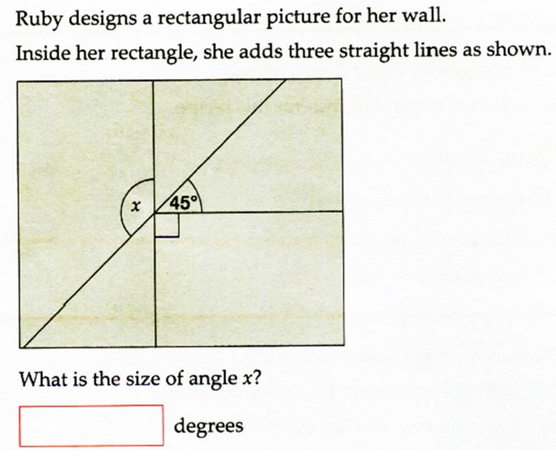 Ruby designs a rectangular picture for her wall.
Inside her rectangle, she adds three straight lines as shown.
x
45°
What is the size of angle x?
degrees